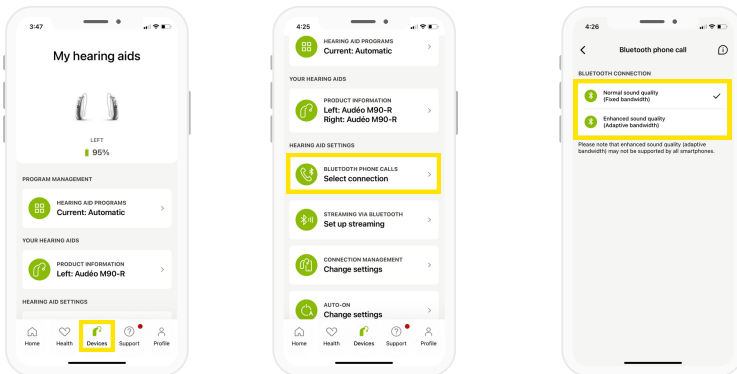 3:47
My hearing aids
LEFT
95%
PROGRAM MANAGEMENT
HEARING AID PROGRAMS
Current: Automatic
YOUR HEARING AIDS
PRODUCT INFORMATION
Left: Audéo M90-R
HEARING AID SETTINGS
Home Health Devices Support Profile
4:25
HEARING AID PROGRAMS
Current: Automatic
YOUR HEARING AIDS
PRODUCT INFORMATION
Left: Audéo M90-R
Right: Audéo M90-R
HEARING AID SETTINGS
BLUETOOTH PHONE CALLS
Select connection
STREAMING VIA BLUETOOTH
Set up streaming
CONNECTION MANAGEMENT
Change settings
AUTO-ON
Change settings
Home Health Devices Support Profile
4:26
Bluetooth phone call
BLUETOOTH CONNECTION
Normal sound quality
(Fixed bandwidth)
Enhanced sound quality
(Adaptive bandwidth)
Please note that enhanced sound quality (adaptive
bandwidth) may not be supported by all smartphones.